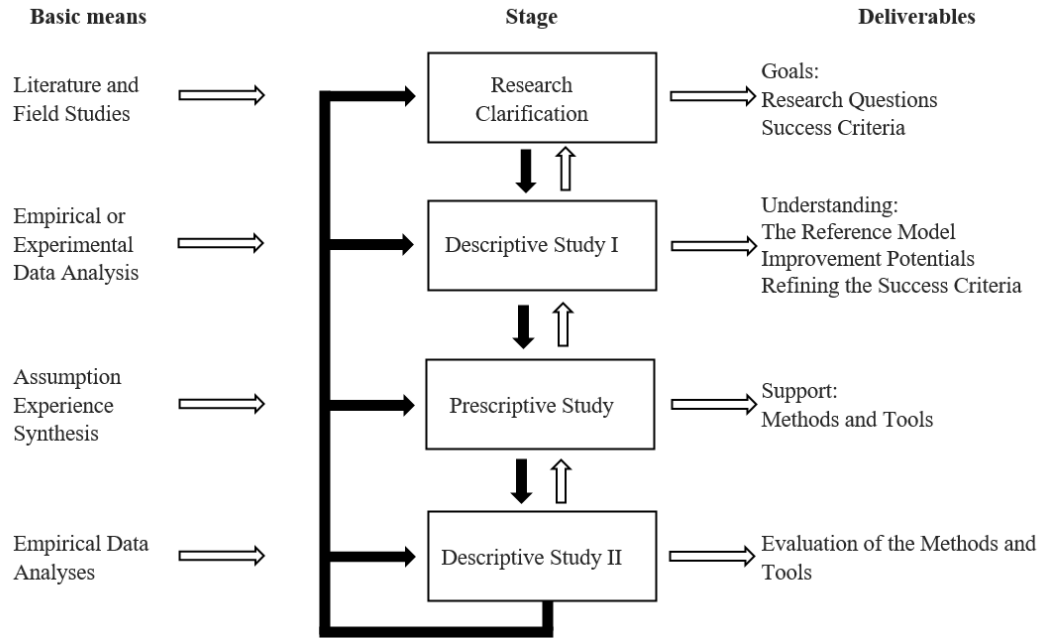 Basic means
Stage
Deliverables
Literature and
Field Studies
Research
Clarification
Goals:
Research Questions
Success Criteria
Empirical or
Experimental
Data Analysis
Descriptive Study I
Understanding:
The Reference Model
Improvement Potentials
Refining the Success Criteria
Assumption
Experience
Synthesis
Prescriptive Study
Support:
Methods and Tools
Empirical Data
Analyses
Descriptive Study II
Evaluation of the Methods and
Tools